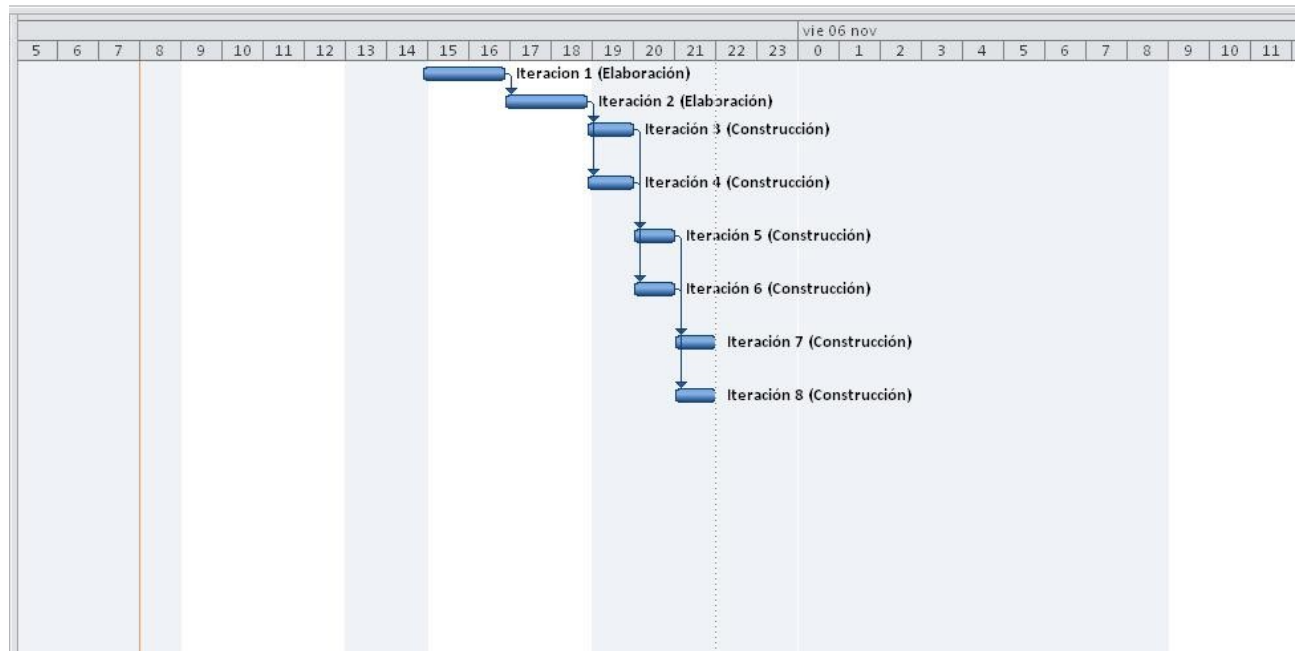 vie 06 nov
5 6 7 8 9 10 11 12 13 14 15 16 17 18 19 20 21 22 23 0 1 2 3 4 5 6 7 8 9 10 11
Iteracion 1 (Elaboración)
Iteración 2 (Elaboración)
Iteración 3 (Construcción)
Iteración 4 (Construcción)
Iteración 5 (Construcción)
Iteración 6 (Construcción)
Iteración 7 (Construcción)
Iteración 8 (Construcción)